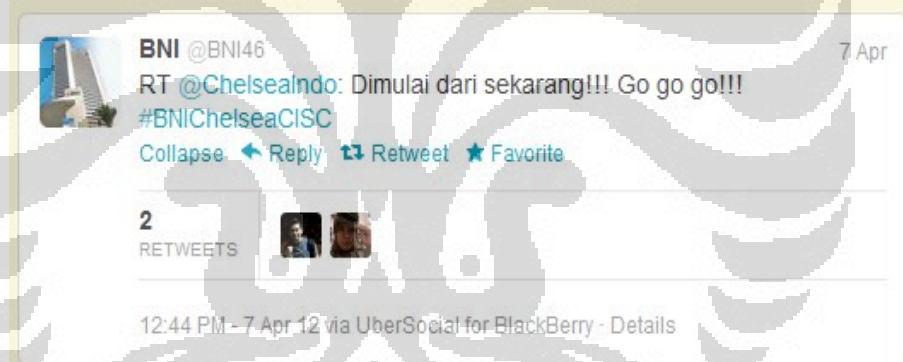 BNI @BNI46 7 Apr
RT @ChelseaIndo: Dimulai dari sekarang!!! Go go go!!!
#BNIChelseaCISC
Collapse Reply Retweet Favorite
2
RETWEETS
12:44 PM - 7 Apr 12 via UberSocial for BlackBerry · Details